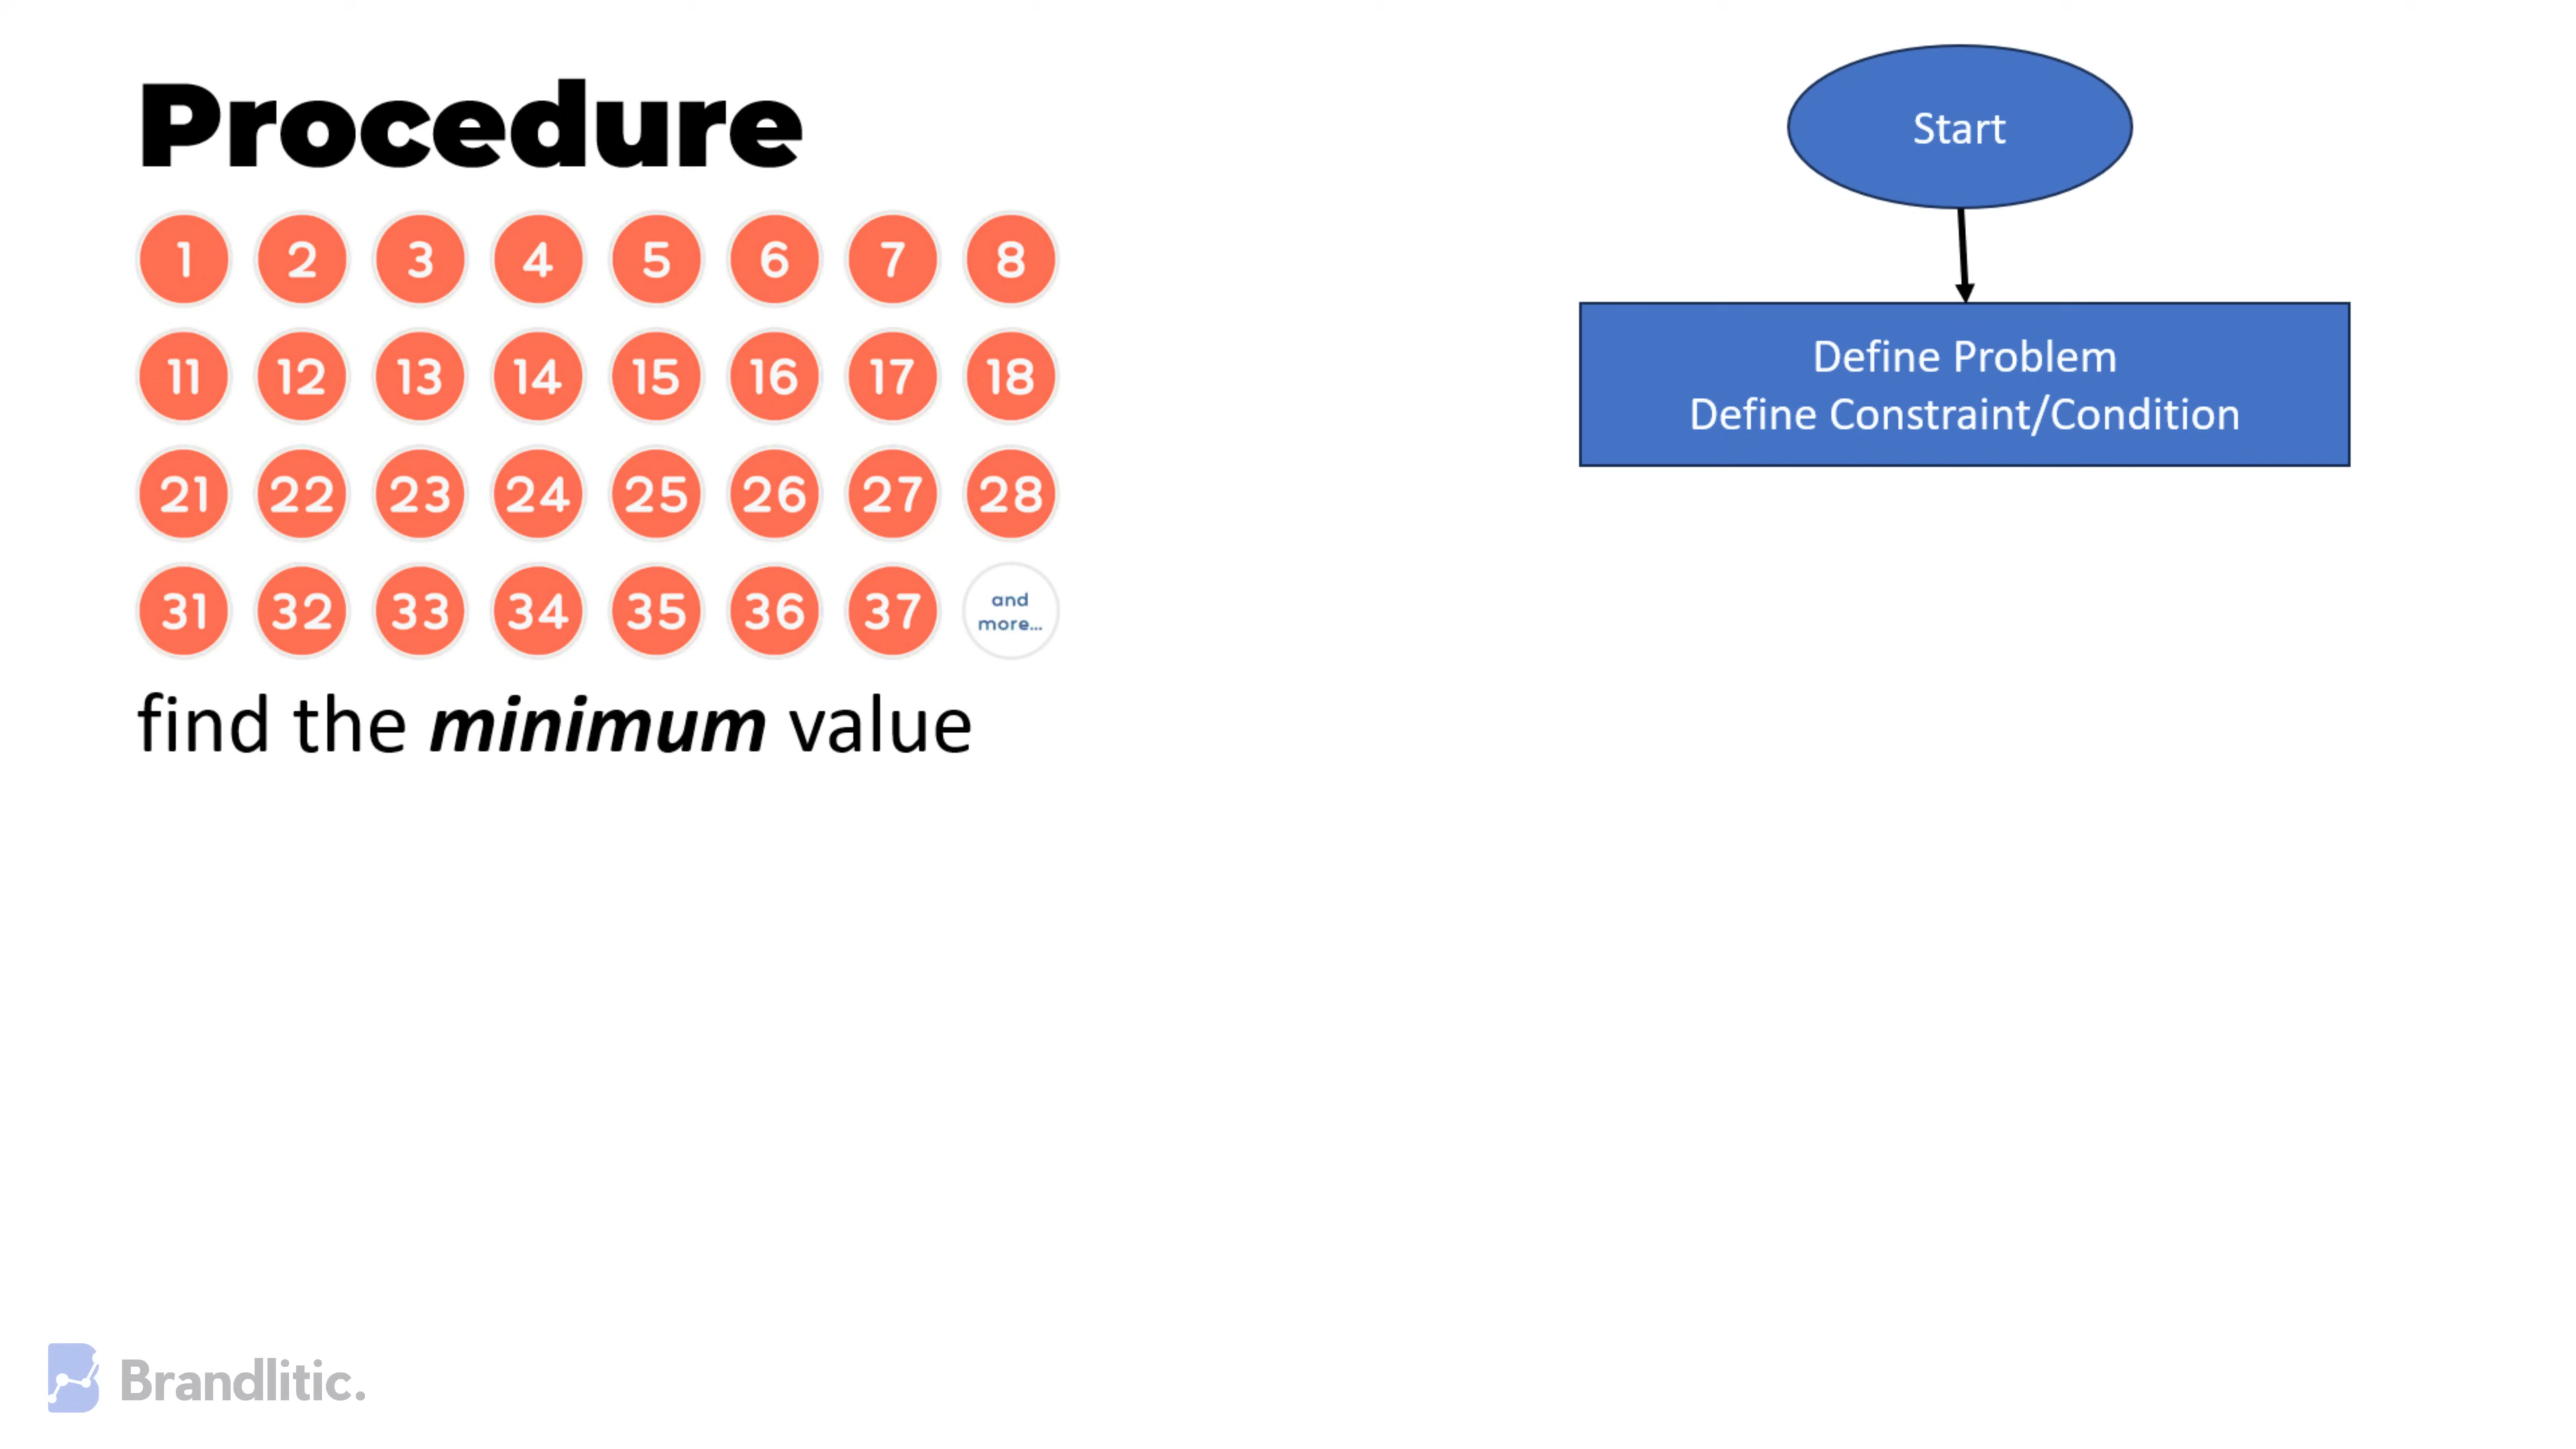 Procedure
1 2 3 4 5 6 7 8
11 12 13 14 15 16 17 18
21 22 23 24 25 26 27 28
31 32 33 34 35 36 37 and
more...
find the minimum value
Start
Define Problem
Define Constraint/Condition
Brandlitic.